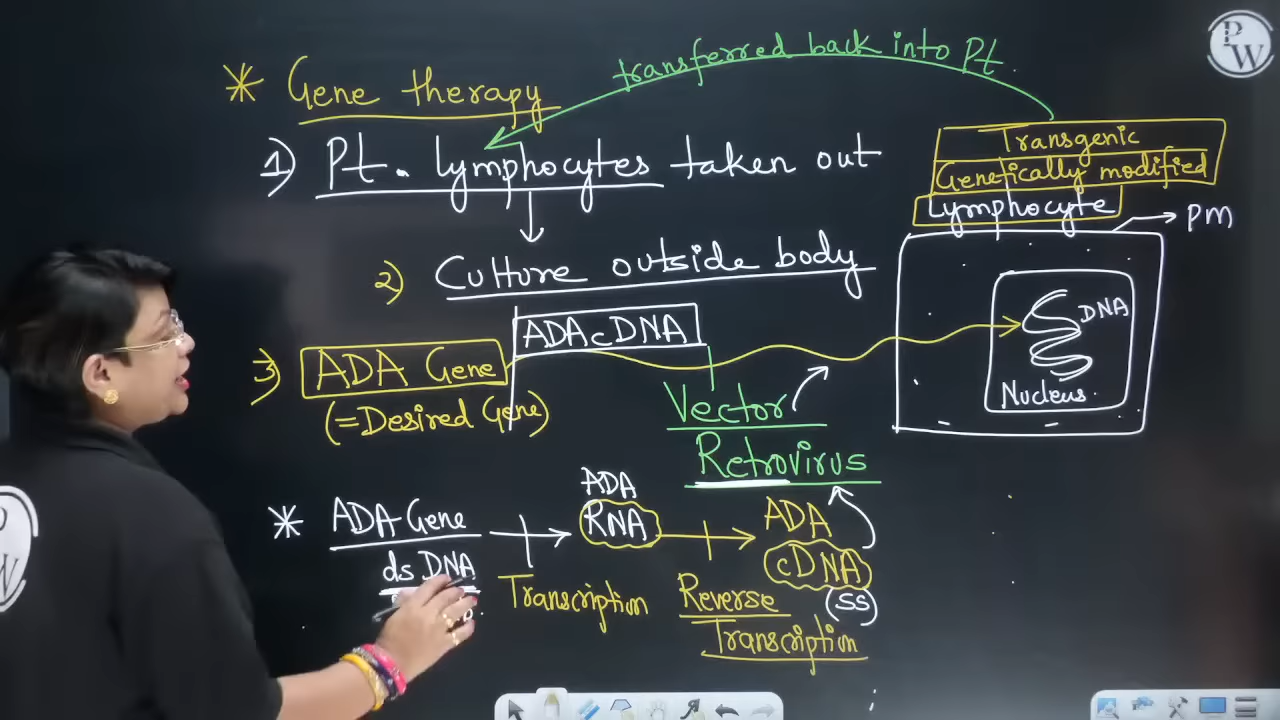 PW
transferred back into Pt.
* Gene therapy
1) Pt. lymphocytes taken out
Transgenic
Genetically modified
Lymphocyte
PM
2) Culture outside body
DNA
Nucleus
ADA cDNA
3) ADA Gene
(=Desired Gene)
Vector
Retrovirus
* ADA Gene
ds DNA
ADA
RNA
ADA
cDNA
(ss)
Transcription
Reverse
Transcription
PW